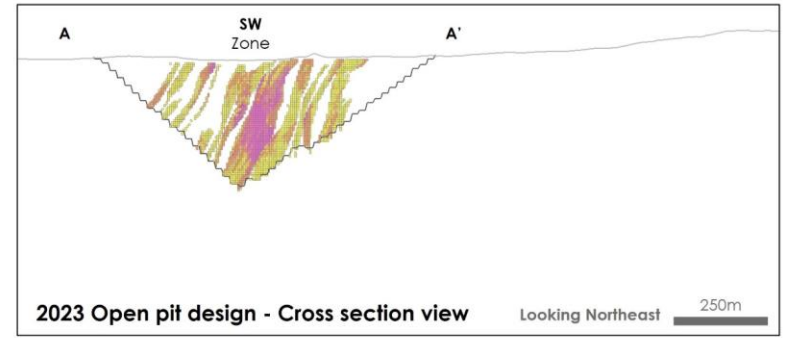 A
SW
Zone
A'
2023 Open pit design - Cross section view
Looking Northeast
250m